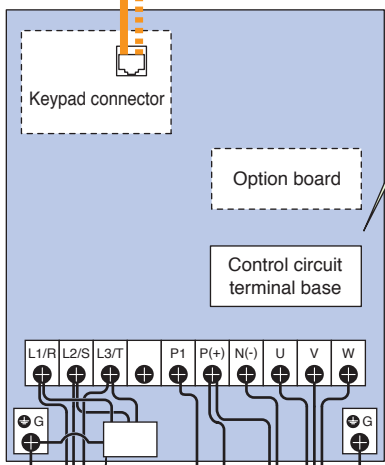 Keypad connector
Option board
Control circuit
terminal base
L1/R L2/S L3/T P1 P(+) N(-) U V W
G G